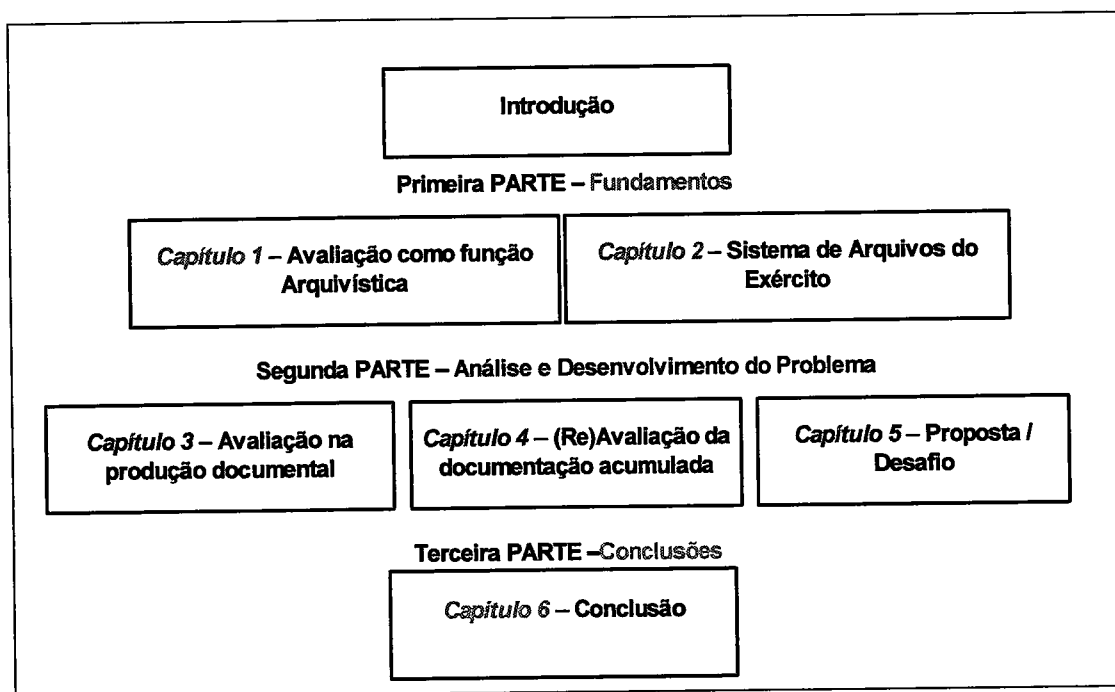 Introdução
Primeira PARTE – Fundamentos
Capítulo 1 – Avaliação como função
Arquivística
Capítulo 2 – Sistema de Arquivos do
Exército
Segunda PARTE – Análise e Desenvolvimento do Problema
Capítulo 3 – Avaliação na
produção documental
Capítulo 4 – (Re)Avaliação da
documentação acumulada
Capítulo 5 – Proposta /
Desafio
Terceira PARTE –Conclusões
Capítulo 6 – Conclusão